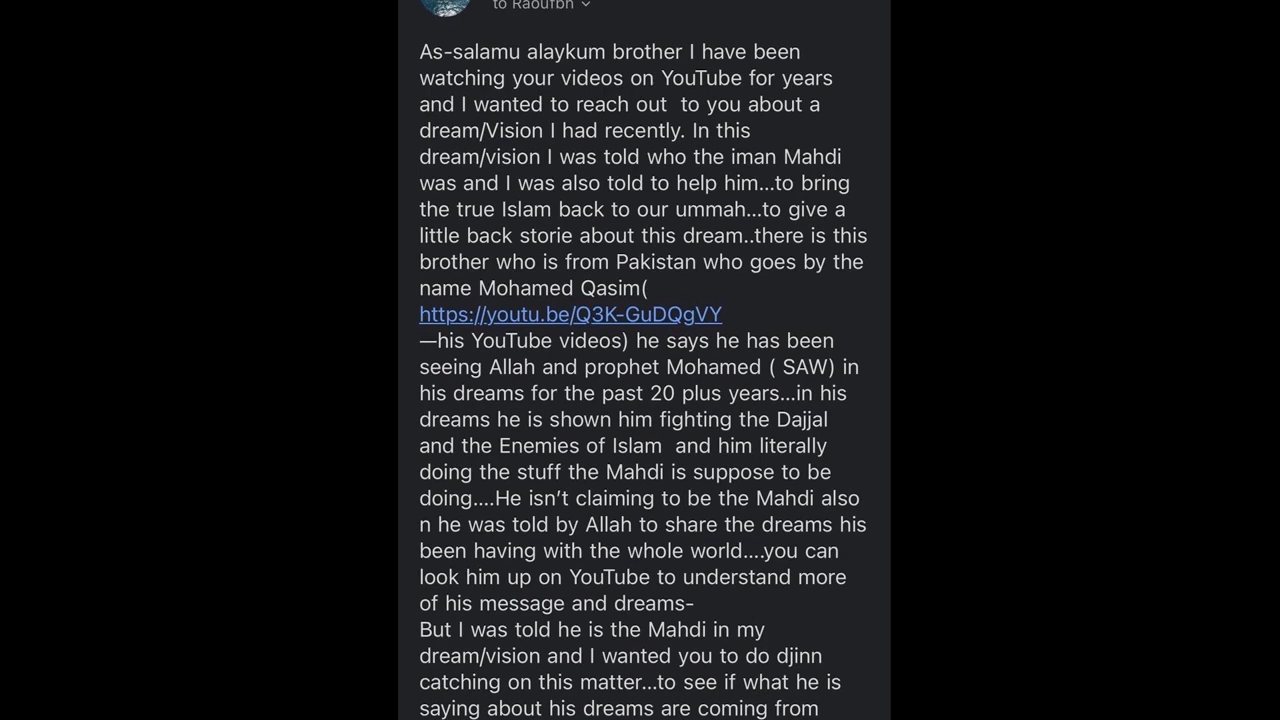 to Raoufbn
As-salamu alaykum brother I have been
watching your videos on YouTube for years
and I wanted to reach out  to you about a
dream/Vision I had recently. In this
dream/vision I was told who the iman Mahdi
was and I was also told to help him...to bring
the true Islam back to our ummah...to give a
little back storie about this dream..there is this
brother who is from Pakistan who goes by the
name Mohamed Qasim(
https://youtu.be/Q3K-GuDQgVY
—his YouTube videos) he says he has been
seeing Allah and prophet Mohamed ( SAW) in
his dreams for the past 20 plus years...in his
dreams he is shown him fighting the Dajjal
and the Enemies of Islam  and him literally
doing the stuff the Mahdi is suppose to be
doing....He isn’t claiming to be the Mahdi also
n he was told by Allah to share the dreams his
been having with the whole world....you can
look him up on YouTube to understand more
of his message and dreams-
But I was told he is the Mahdi in my
dream/vision and I wanted you to do djinn
catching on this matter...to see if what he is
saying about his dreams are coming from